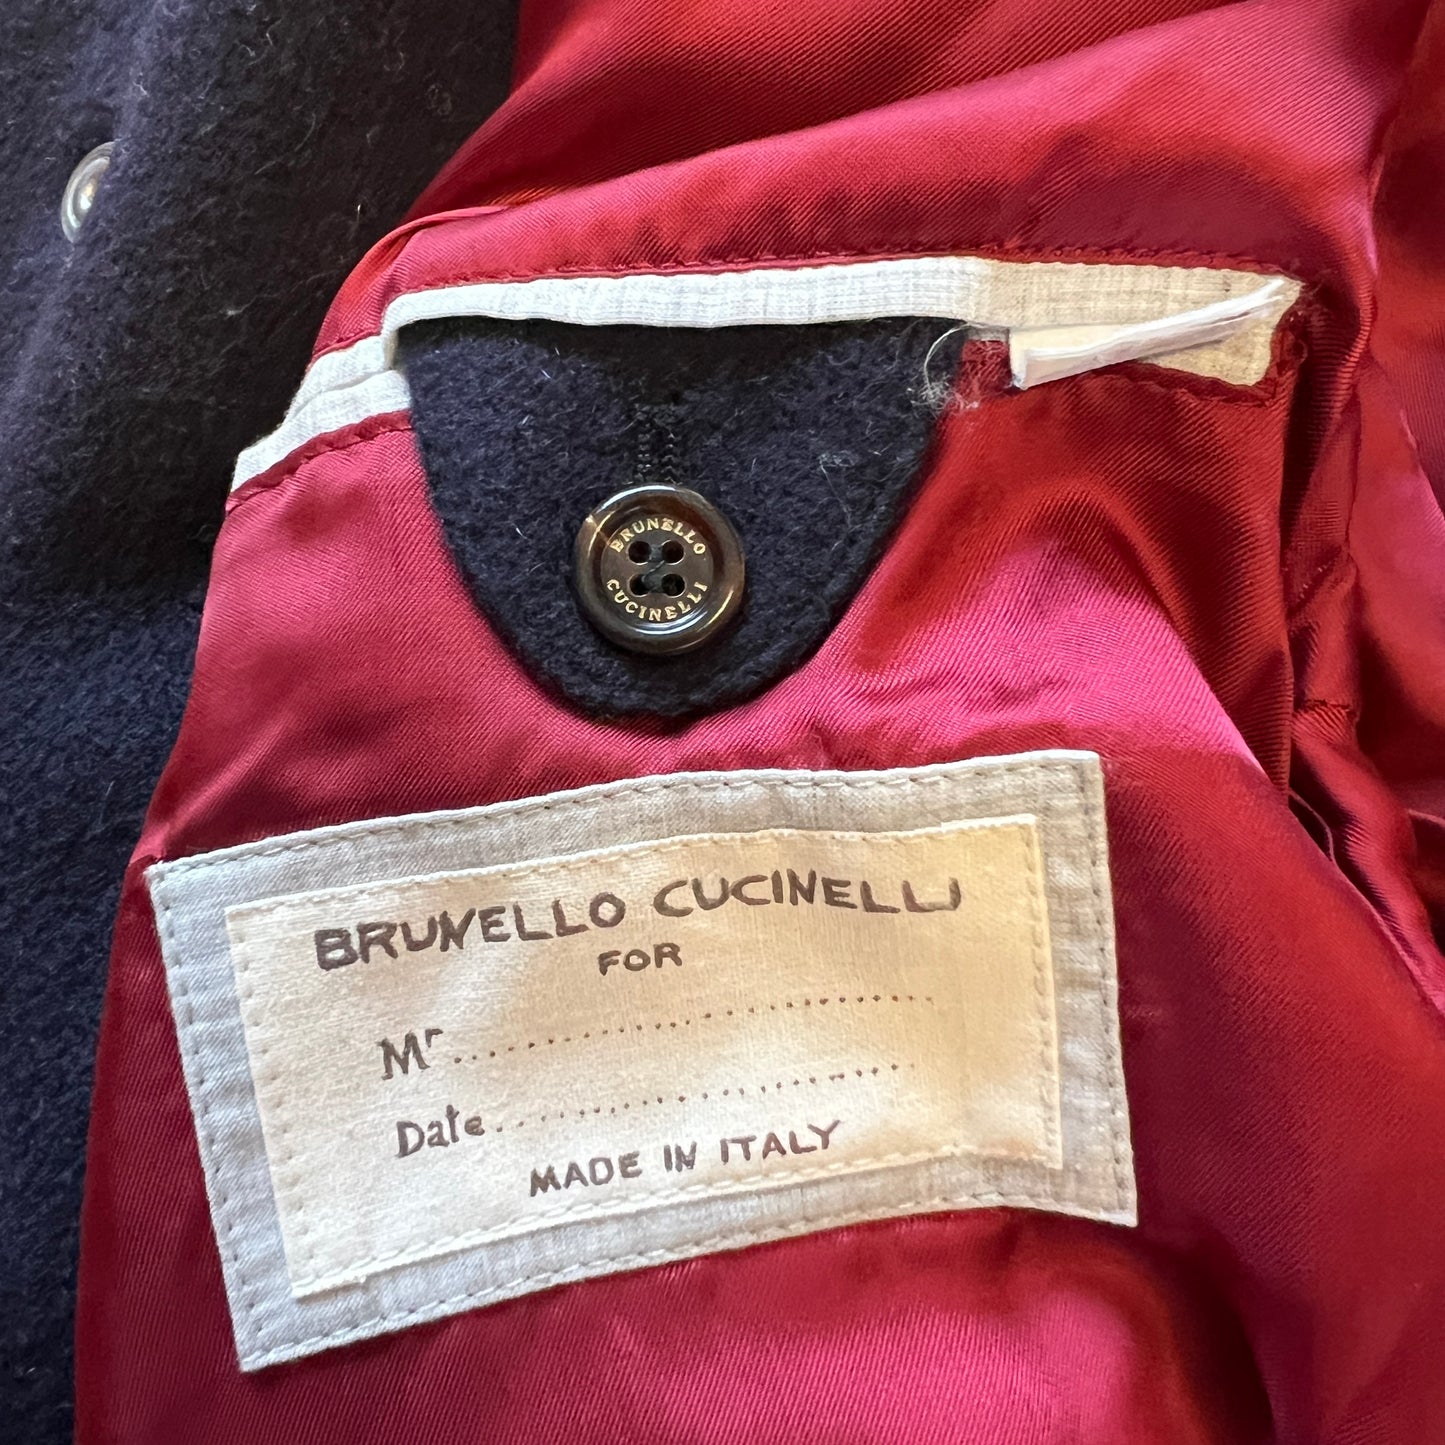 BRUNELLO
CUCINELLI
BRUNELLO CUCINELLI
FOR
Mr....................
Date....................
MADE IN ITALY